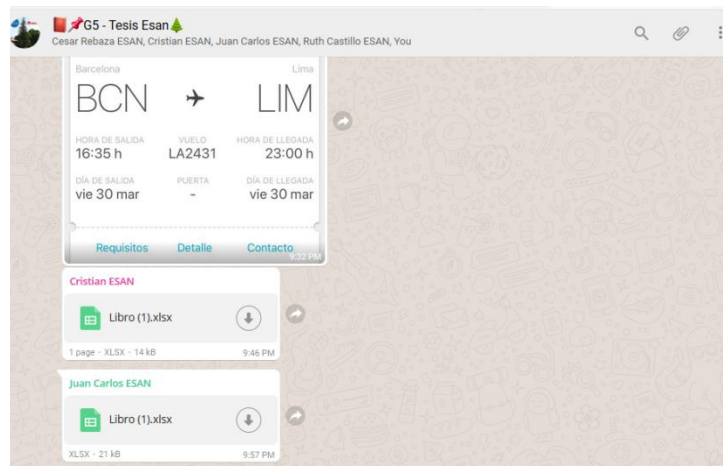 G5 - Tesis Esan
Cesar Rebaza ESAN, Cristian ESAN, Juan Carlos ESAN, Ruth Castillo ESAN, You
Barcelona Lima
BCN LIM
HORA DE SALIDA VUELO HORA DE LLEGADA
16:35 h LA2431 23:00 h
DÍA DE SALIDA PUERTA DÍA DE LLEGADA
vie 30 mar - vie 30 mar
Requisitos Detalle Contacto
9:32 PM
Cristian ESAN
Libro (1).xlsx
1 page - XLSX - 14 kB 9:46 PM
Juan Carlos ESAN
Libro (1).xlsx
XLSX - 21 kB 9:57 PM